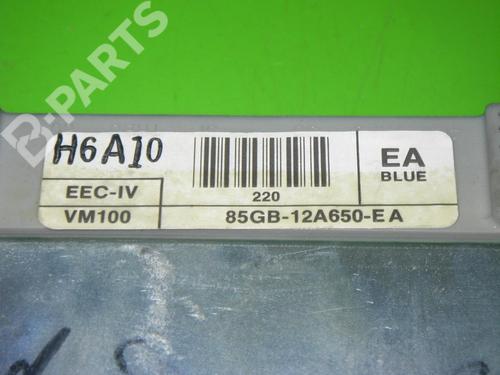 B-PARTS
H6A10
EA
BLUE
EEC-IV
220
VM100
85GB-12A650-EA